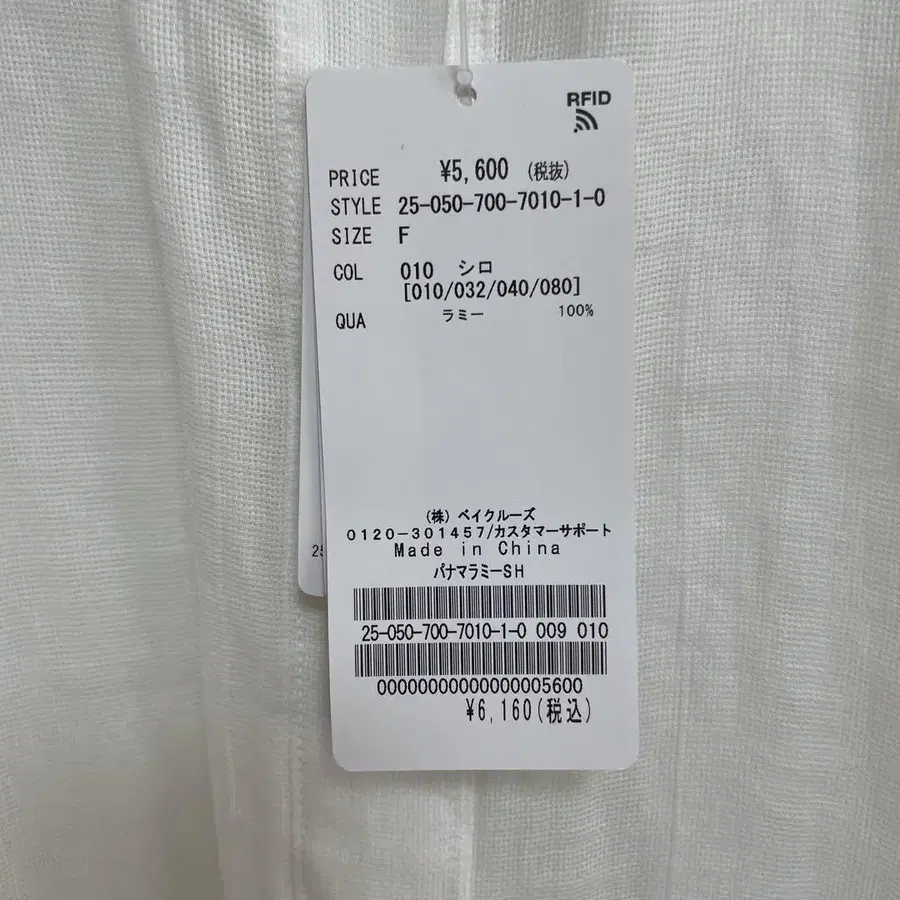 RFID
PRICE ¥5,600 (税抜)
STYLE 25-050-700-7010-1-0
SIZE F
COL 010 シロ
[010/032/040/080]
QUA ラミー 100%
(株) ベイクルーズ
0120-301457/カスタマーサポート
Made in China
パナマラミーSH
25-050-700-7010-1-0 009 010
00000000000000005600
¥6,160(税込)